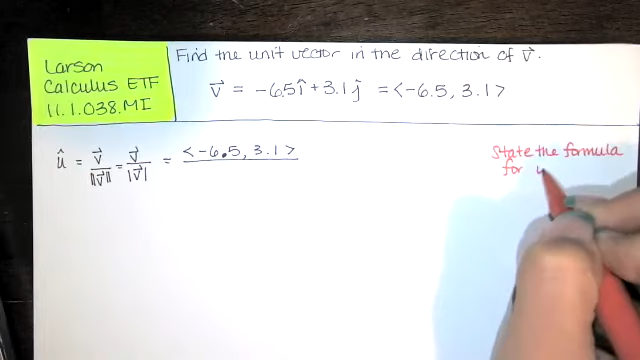 Larson
Calculus ETF
11.1.038.MI
Find the unit vector in the direction of v⃗.
v⃗ = -6.5î + 3.1ĵ = <-6.5, 3.1>
û = v⃗/‖v⃗‖ = v⃗/|v⃗| = <-6.5, 3.1>
State the formula
for u